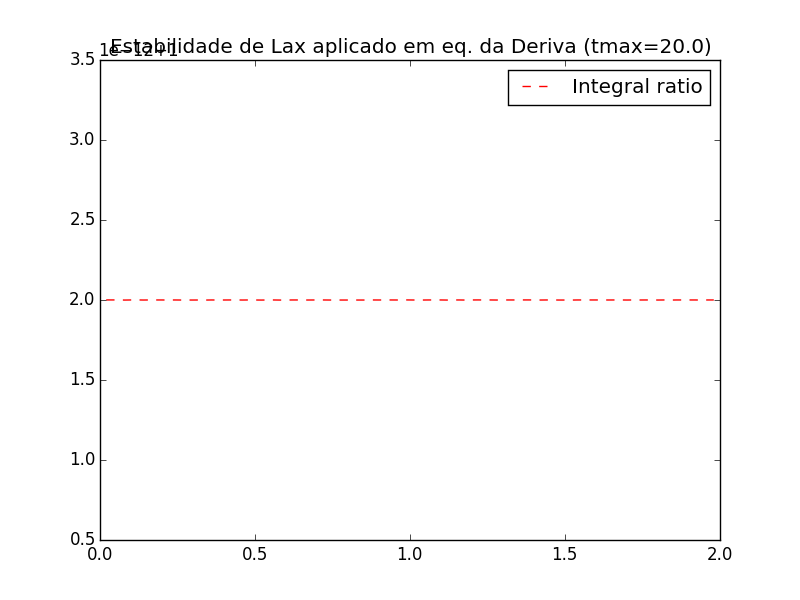 Estabilidade de Lax aplicado em eq. da Deriva (tmax=20.0)
1e−12+1
3.5
Integral ratio
3.0
2.5
2.0
1.5
1.0
0.5
0.0 0.5 1.0 1.5 2.0